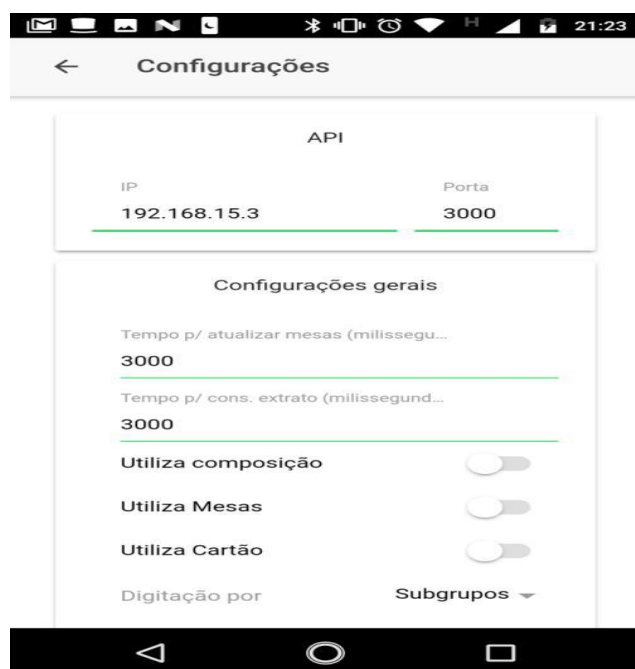 21:23
Configurações
API
IP Porta
192.168.15.3 3000
Configurações gerais
Tempo p/ atualizar mesas (milissegu...
3000
Tempo p/ cons. extrato (milissegund...
3000
Utiliza composição
Utiliza Mesas
Utiliza Cartão
Digitação por Subgrupos